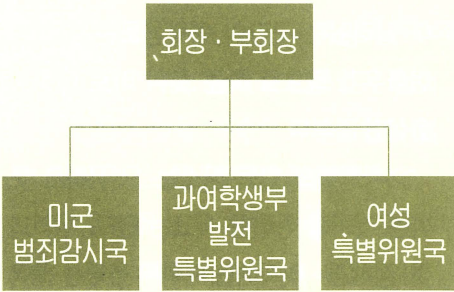 회장 · 부회장
미군
범죄감시국
과여학생부
발전
특별위원국
여성
특별위원국